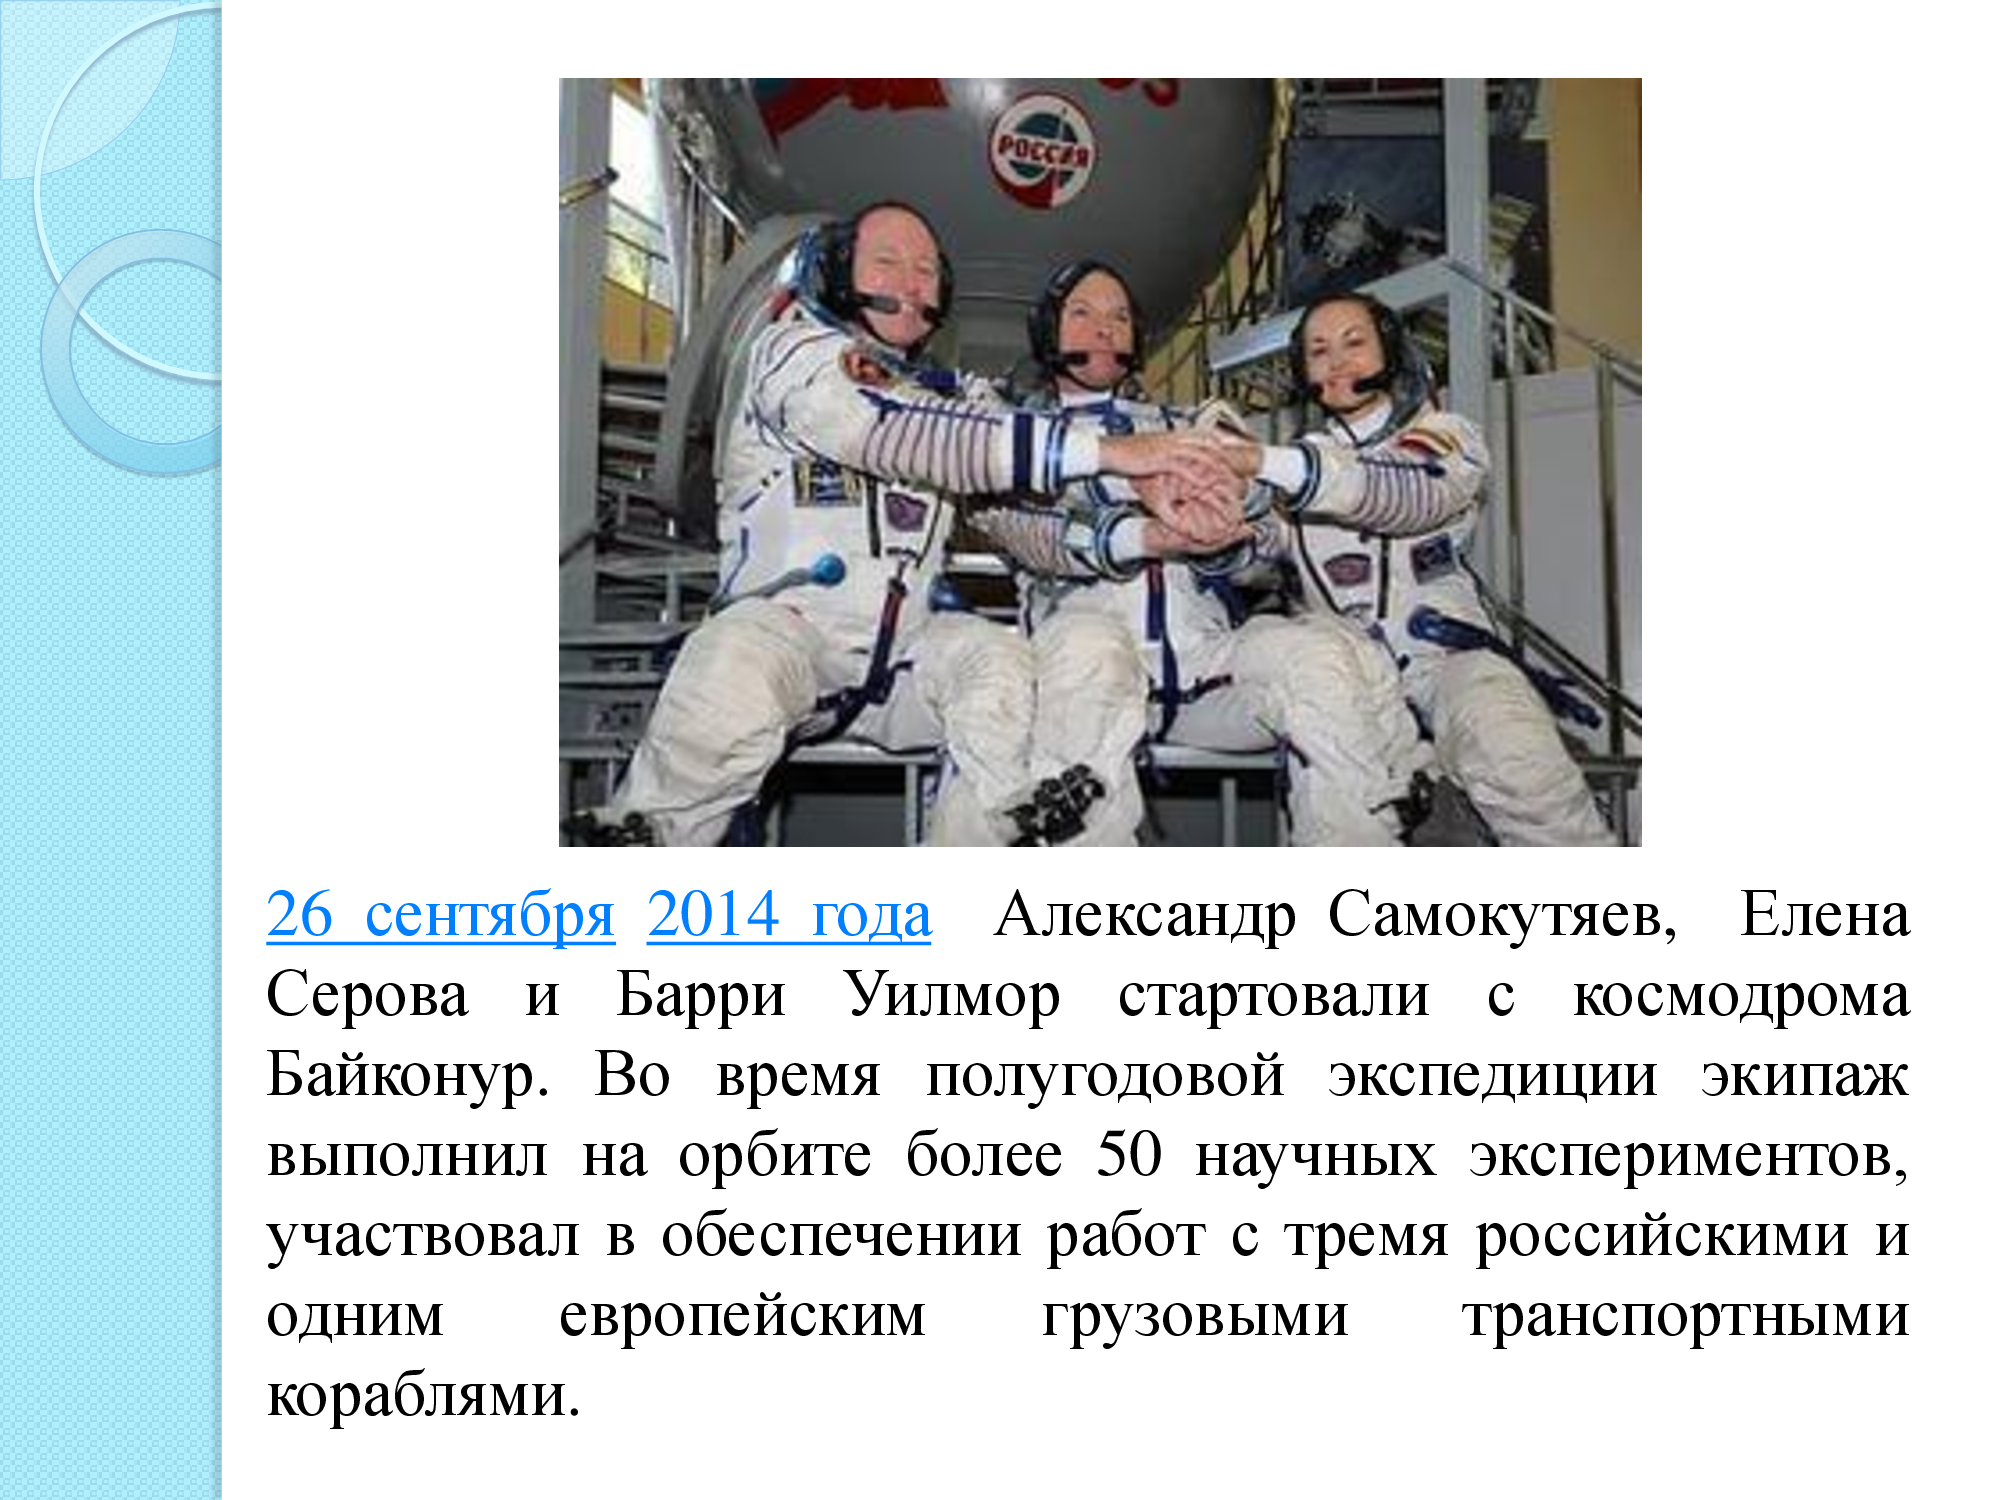 РОССИЯ
26 сентября 2014 года Александр Самокутяев, Елена
Серова и Барри Уилмор стартовали с космодрома
Байконур. Во время полугодовой экспедиции экипаж
выполнил на орбите более 50 научных экспериментов,
участвовал в обеспечении работ с тремя российскими и
одним европейским грузовыми транспортными
кораблями.